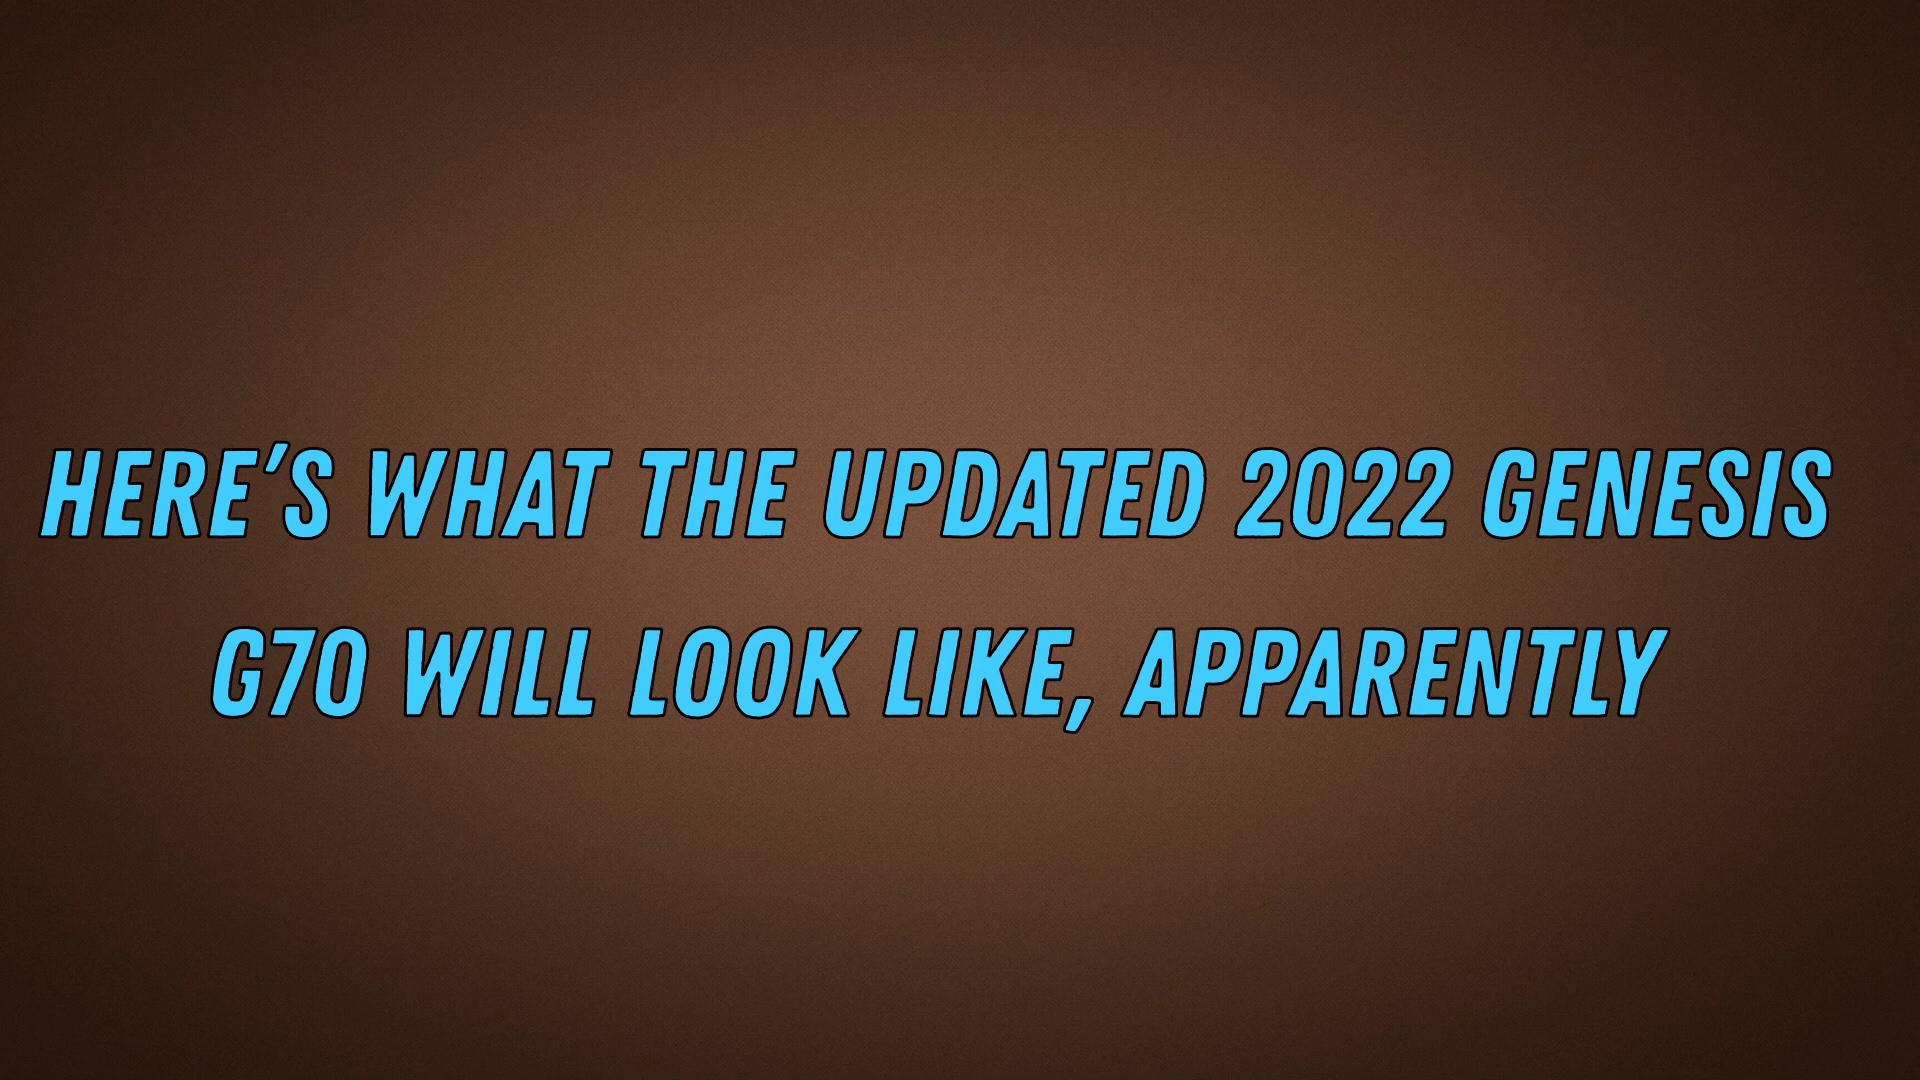 HERE'S WHAT THE UPDATED 2022 GENESIS
G70 WILL LOOK LIKE, APPARENTLY